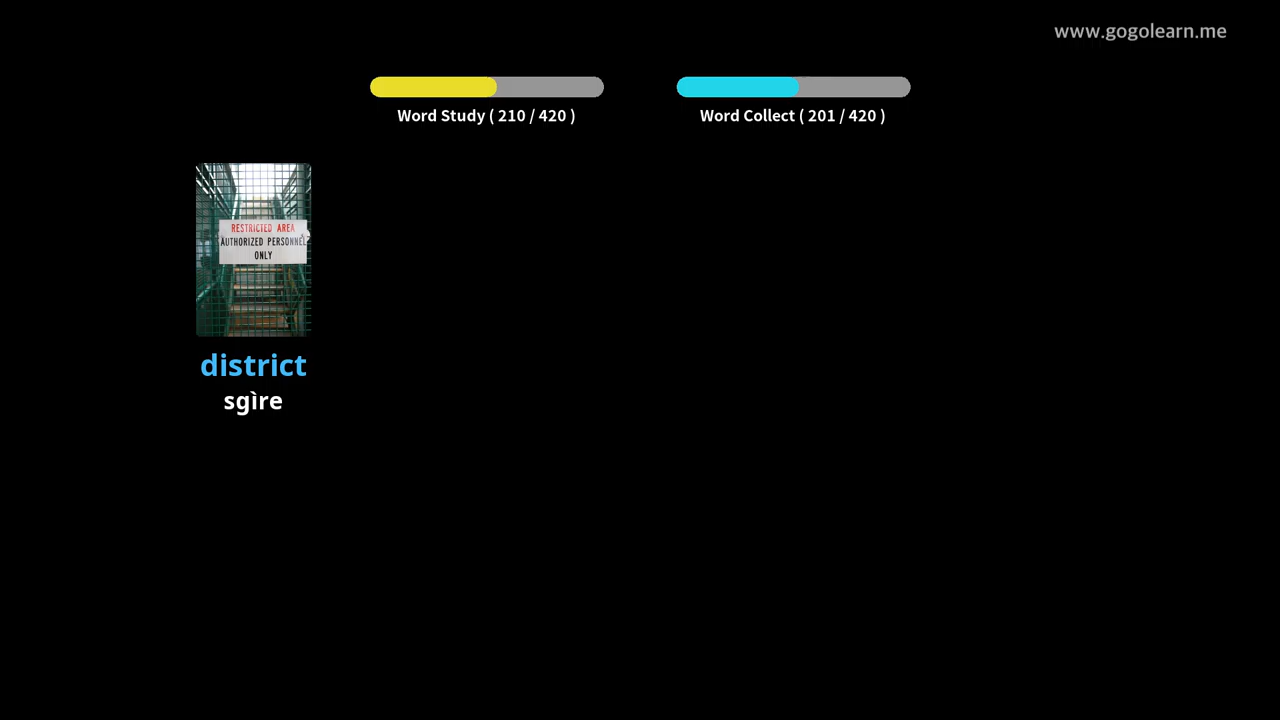 www.gogolearn.me
Word Study ( 210 / 420 )
Word Collect ( 201 / 420 )
RESTRICTED AREA
AUTHORIZED PERSONNEL
ONLY
district
sgìre